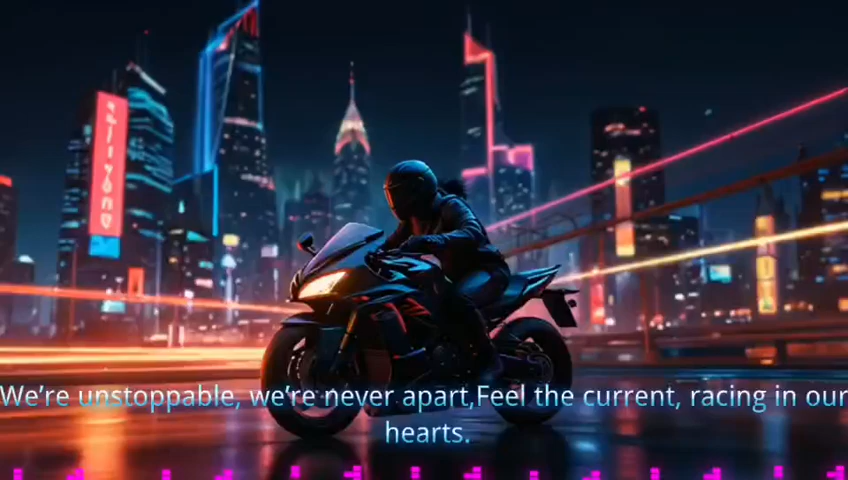 We’re unstoppable, we’re never apart,Feel the current, racing in our
hearts.